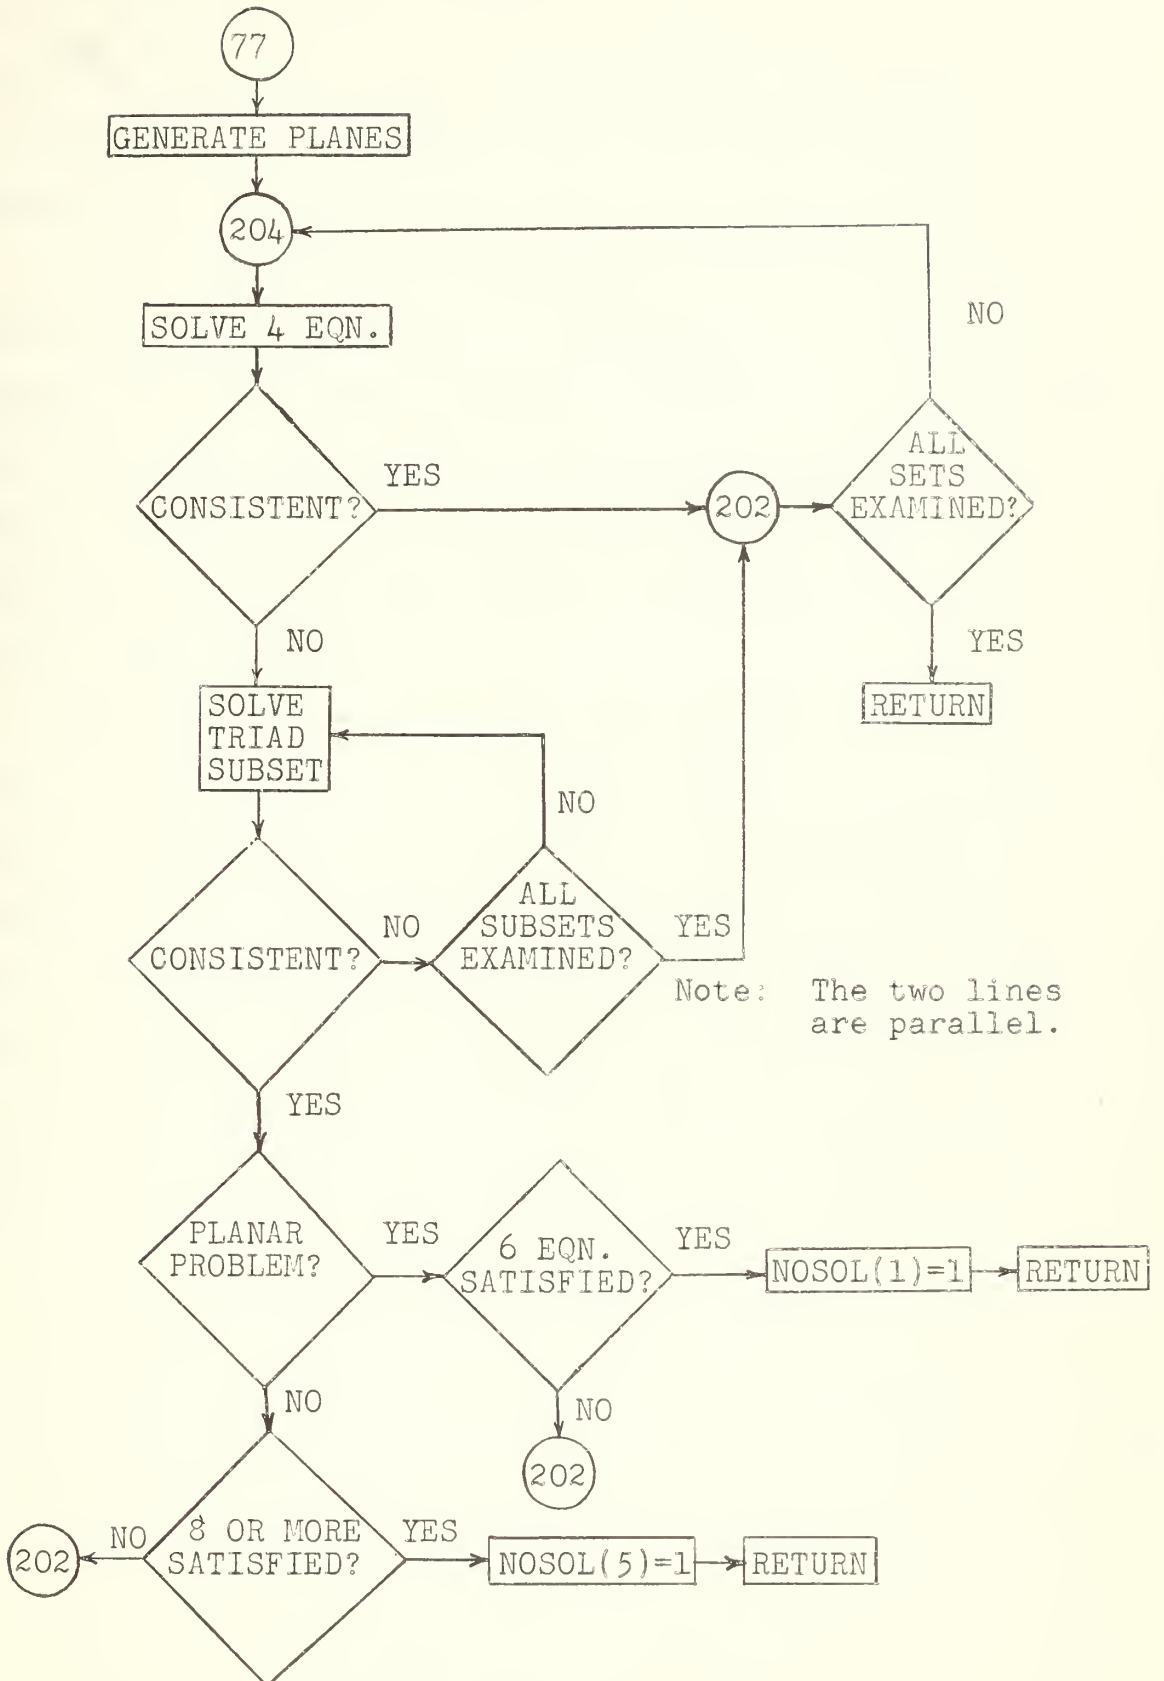 77
GENERATE PLANES
204
SOLVE 4 EQN.
NO
ALL
SETS
EXAMINED?
CONSISTENT?
YES
202
NO
YES
RETURN
SOLVE
TRIAD
SUBSET
NO
ALL
SUBSETS
EXAMINED?
CONSISTENT?
NO
YES
Note: The two lines
are parallel.
YES
PLANAR
PROBLEM?
YES
6 EQN.
SATISFIED?
YES
NOSOL(1)=1
RETURN
NO
NO
202
202
NO
8 OR MORE
SATISFIED?
YES
NOSOL(5)=1
RETURN